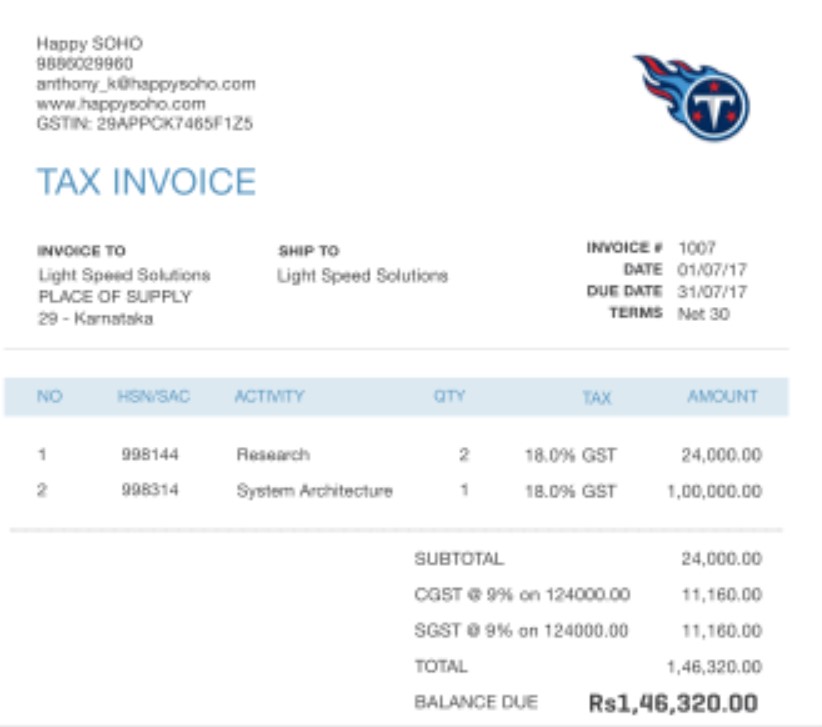 Happy SOHO
9886029960
anthony_k@happysoho.com
www.happysoho.com
GSTIN: 29APPCK7465F1Z5
TAX INVOICE
INVOICE TO
Light Speed Solutions
PLACE OF SUPPLY
29 - Karnataka
SHIP TO
Light Speed Solutions
INVOICE # 1007
DATE 01/07/17
DUE DATE 31/07/17
TERMS Net 30
NO HSN/SAC ACTIVITY QTY TAX AMOUNT
1 998144 Research 2 18.0% GST 24,000.00
2 998314 System Architecture 1 18.0% GST 1,00,000.00
SUBTOTAL 24,000.00
CGST @ 9% on 124000.00 11,160.00
SGST @ 9% on 124000.00 11,160.00
TOTAL 1,46,320.00
BALANCE DUE Rs1,46,320.00